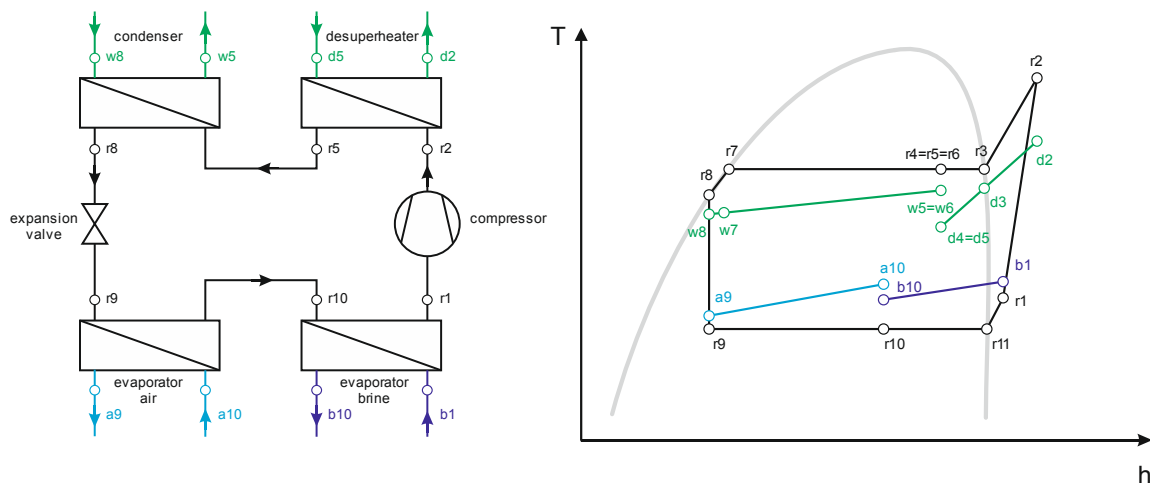 condenser
desuperheater
w8
w5
d5
d2
r8
r5
r2
expansion
valve
compressor
r9
r10
r1
evaporator
air
evaporator
brine
a9
a10
b10
b1
T
r2
r7
r4=r5=r6
r3
r8
d2
w5=w6
d3
w8
w7
d4=d5
a10
b1
b10
a9
r1
r9
r10
r11
h